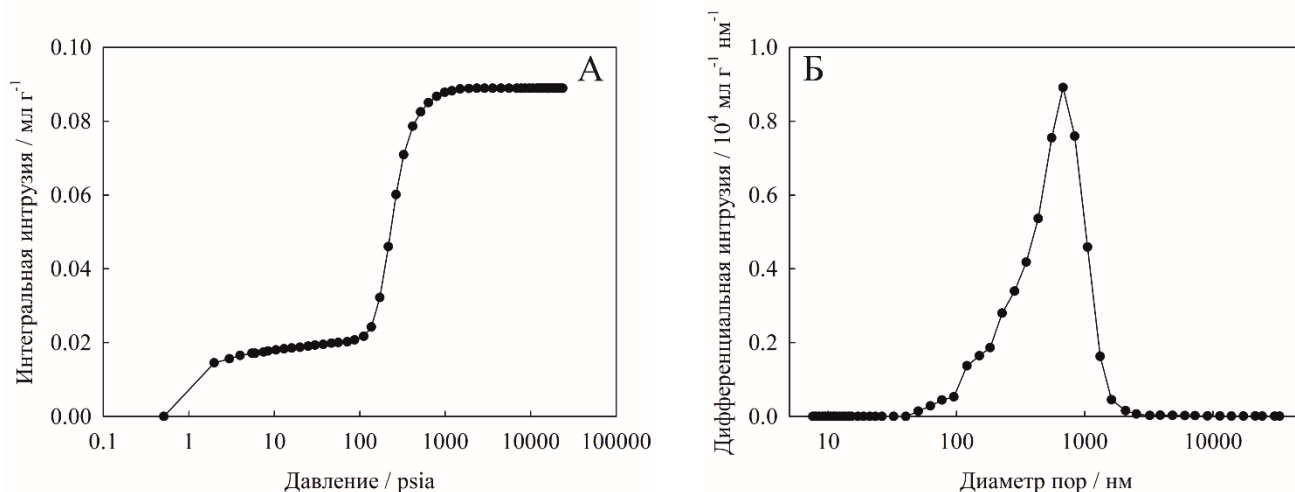 Интегральная интрузия / мл г⁻¹
0.10
0.08
0.06
0.04
0.02
0.00
А
0.1 1 10 100 1000 10000 100000
Давление / psia
Дифференциальная интрузия / 10⁴ мл г⁻¹ нм⁻¹
1.0
0.8
0.6
0.4
0.2
0.0
Б
10 100 1000 10000
Диаметр пор / нм